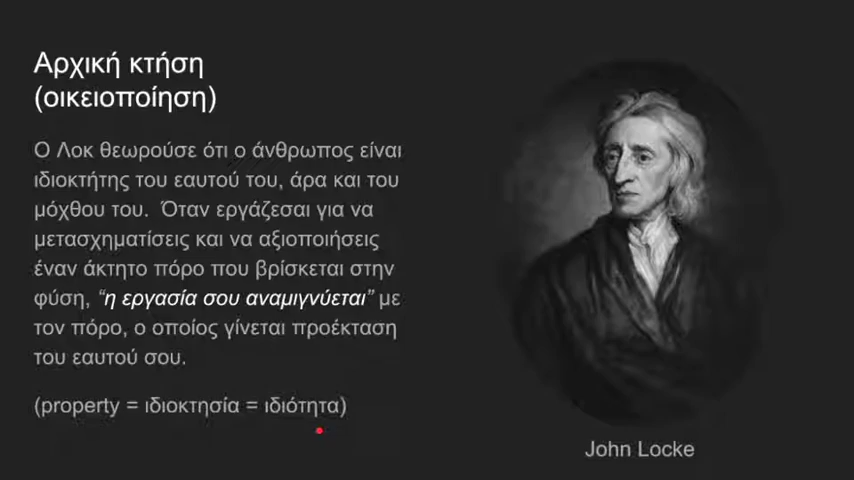 Αρχική κτήση
(οικειοποίηση)
Ο Λοκ θεωρούσε ότι ο άνθρωπος είναι
ιδιοκτήτης του εαυτού του, άρα και του
μόχθου του.  Όταν εργάζεσαι για να
μετασχηματίσεις και να αξιοποιήσεις
έναν άκτητο πόρο που βρίσκεται στην
φύση, “η εργασία σου αναμιγνύεται” με
τον πόρο, ο οποίος γίνεται προέκταση
του εαυτού σου.
(property = ιδιοκτησία = ιδιότητα)
John Locke